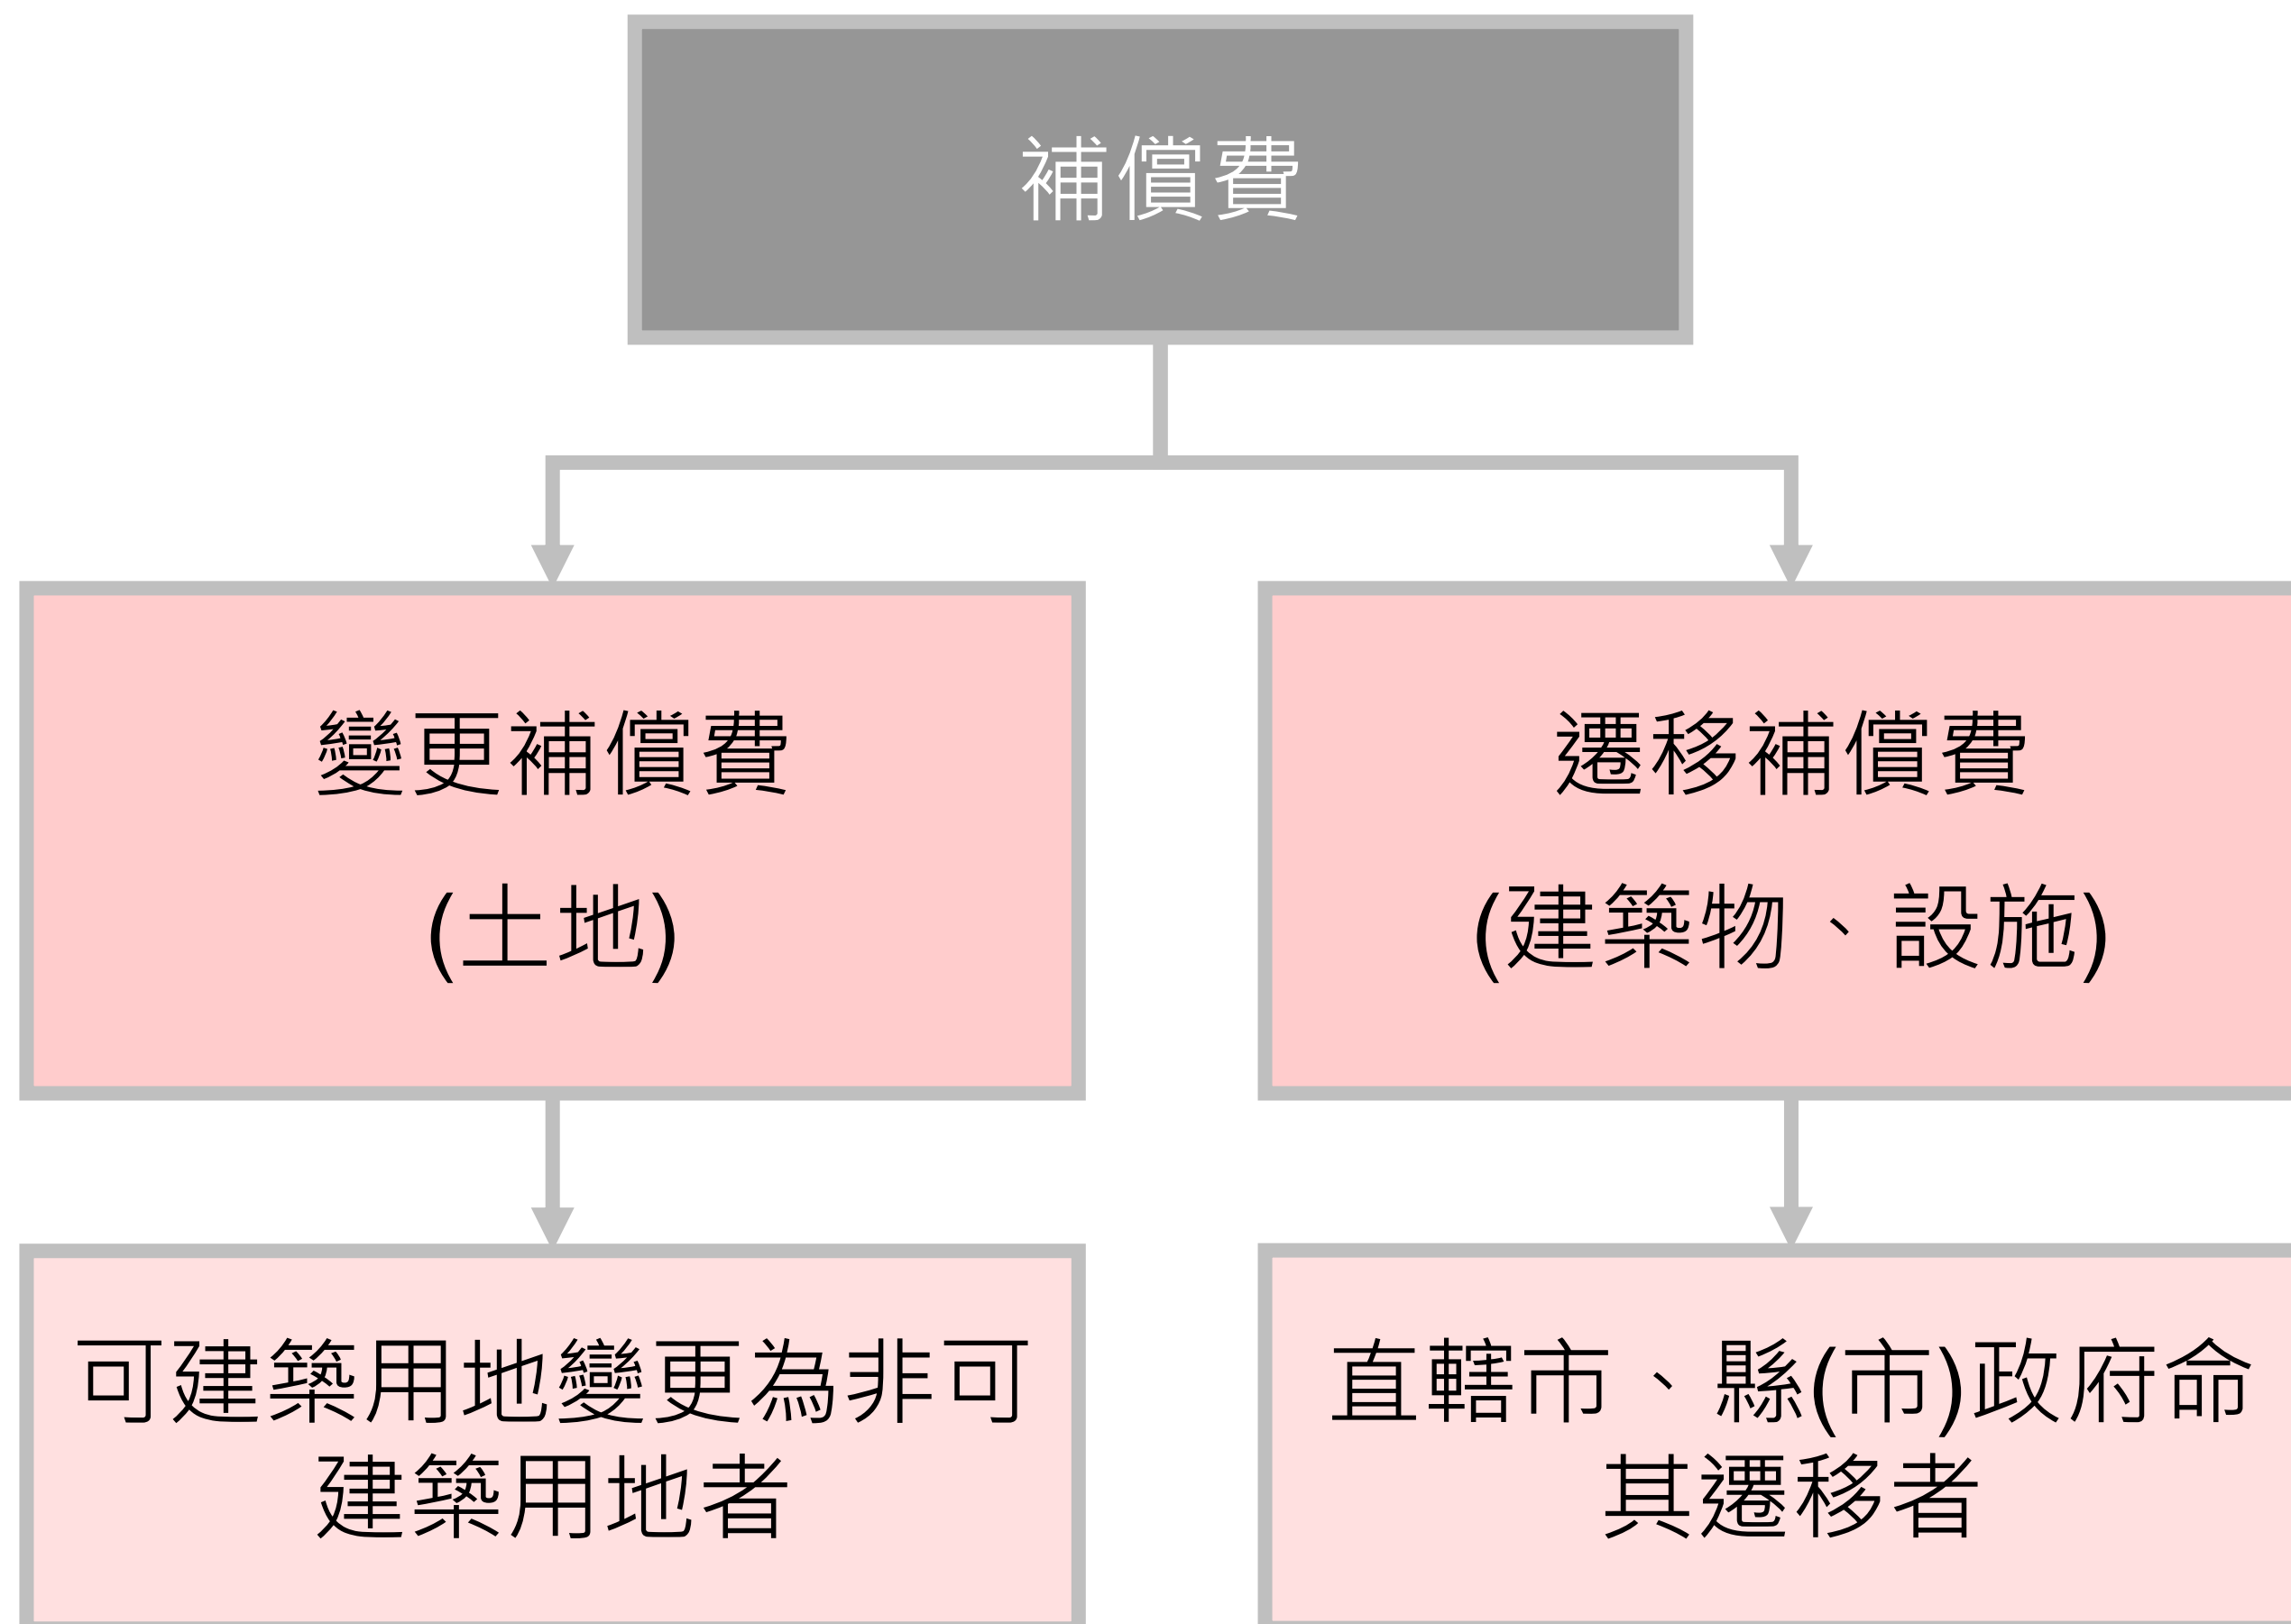 補償費
變更補償費
(土地)
遷移補償費
(建築物、設施)
可建築用地變更為非可
建築用地者
直轄市、縣(市)政府命
其遷移者